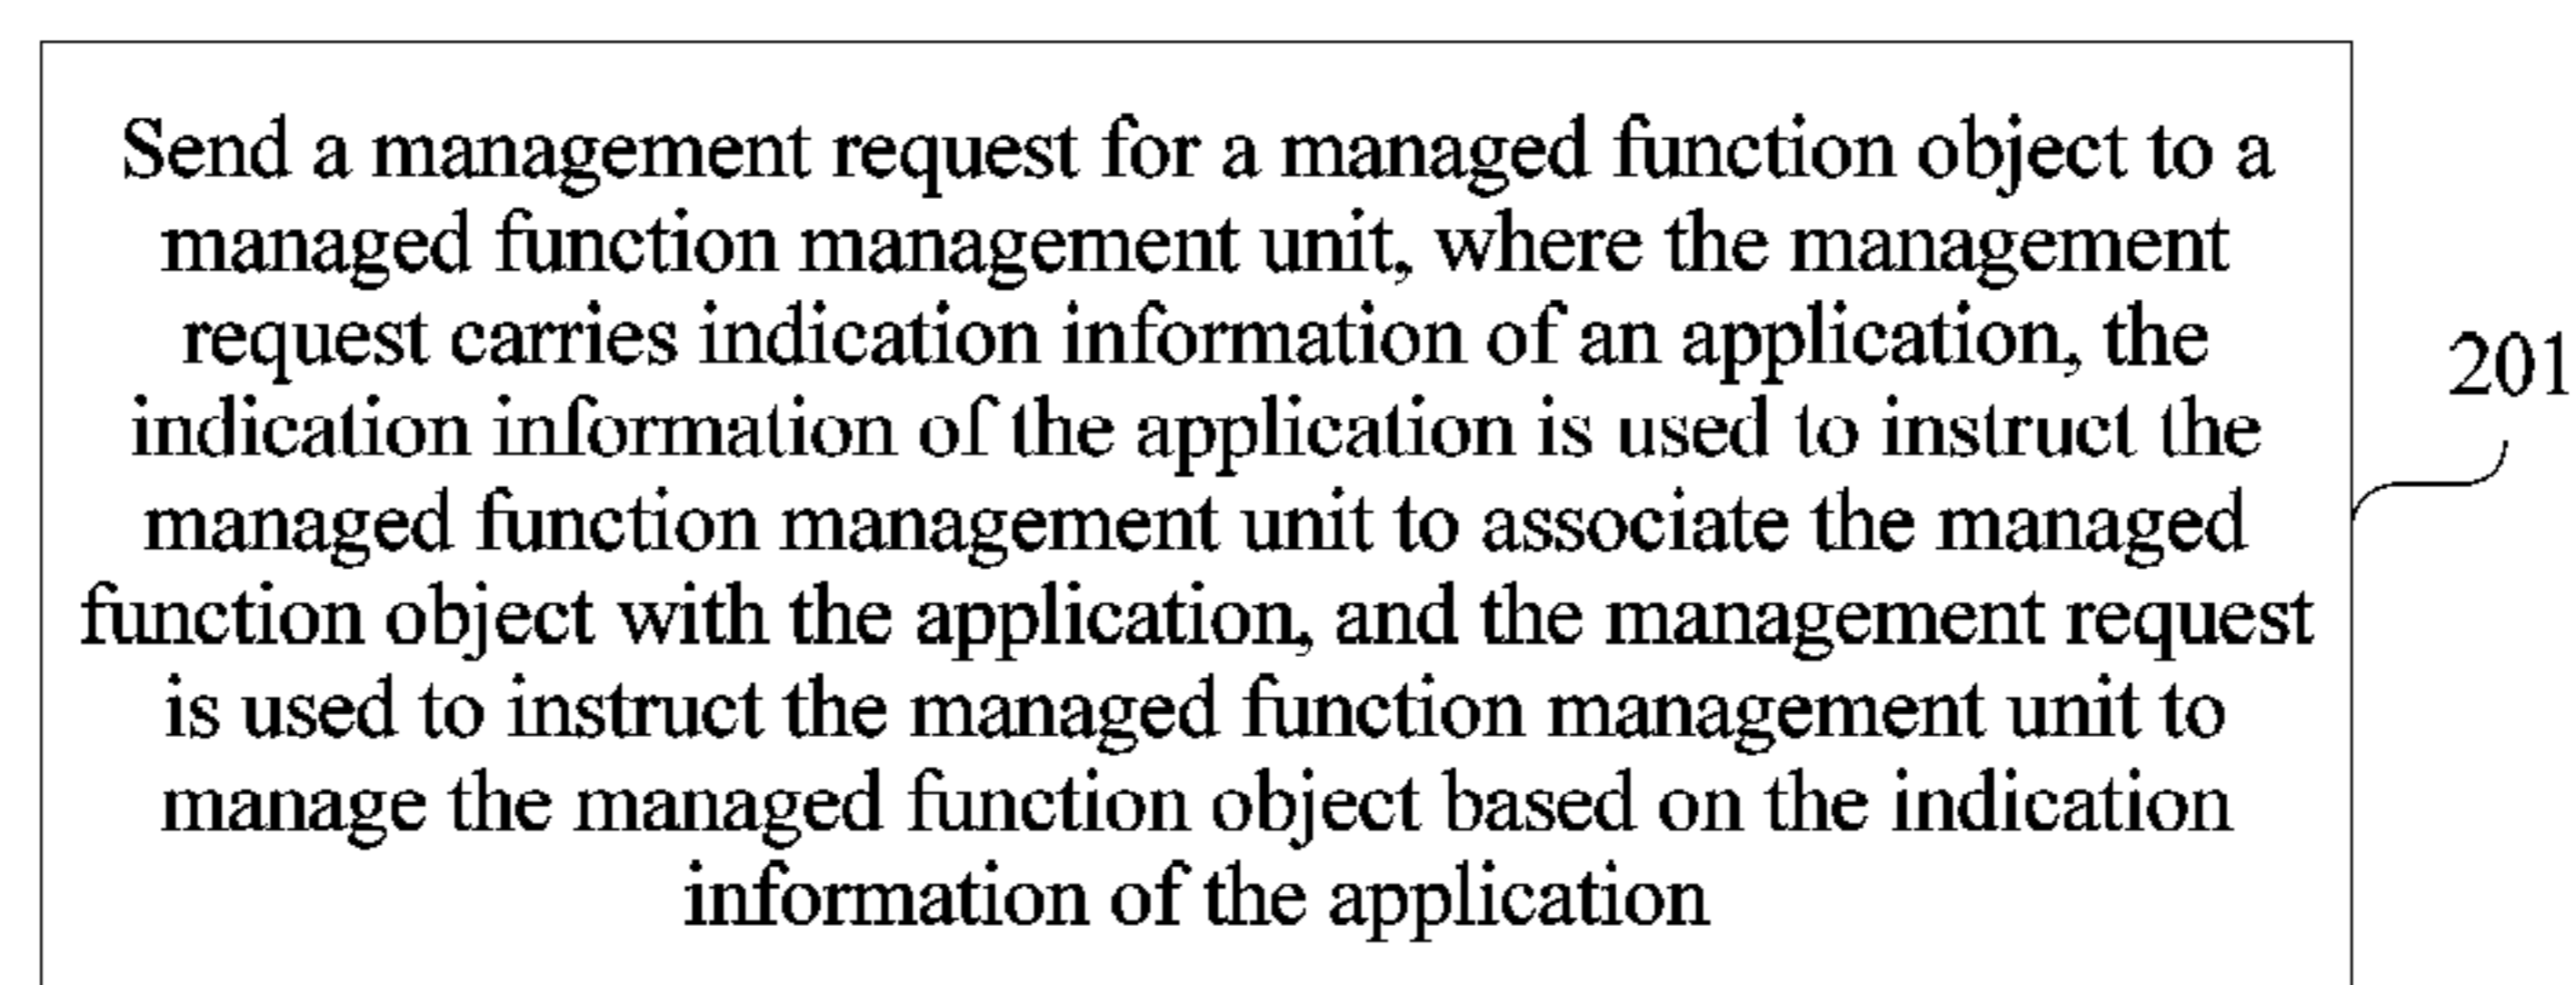 Send a management request for a managed function object to a
managed function management unit, where the management
request carries indication information of an application, the
indication information of the application is used to instruct the
managed function management unit to associate the managed
function object with the application, and the management request
is used to instruct the managed function management unit to
manage the managed function object based on the indication
information of the application
201